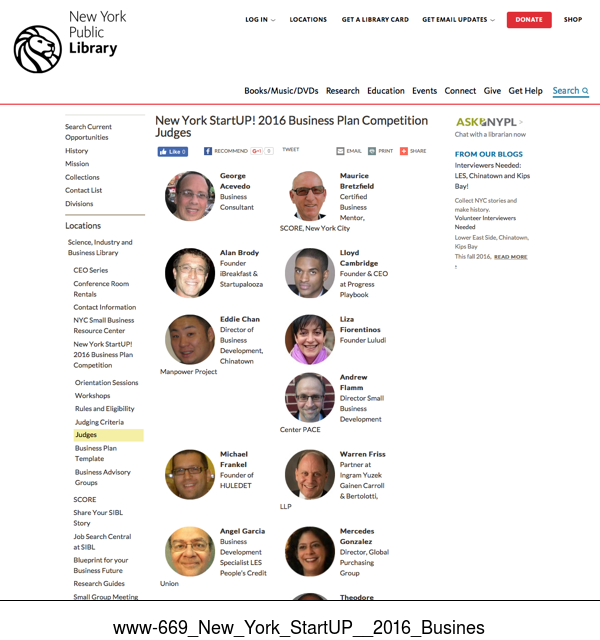 New York
Public
Library
LOG IN
LOCATIONS
GET A LIBRARY CARD
GET EMAIL UPDATES
DONATE
SHOP
Books/Music/DVDs Research Education Events Connect Give Get Help Search
Search Current
Opportunities
History
Mission
Collections
Contact List
Divisions
Locations
Science, Industry and
Business Library
CEO Series
Conference Room
Rentals
Contact Information
NYC Small Business
Resource Center
New York StartUP!
2016 Business Plan
Competition
Orientation Sessions
Workshops
Rules and Eligibility
Judging Criteria
Judges
Business Plan
Template
Business Advisory
Groups
SCORE
Share Your SIBL
Story
Job Search Central
at SIBL
Blueprint for your
Business Future
Research Guides
Small Group Meeting
New York StartUP! 2016 Business Plan Competition
Judges
Like 0
RECOMMEND
G+1 0
TWEET
EMAIL
PRINT
SHARE
George
Acevedo
Business
Consultant
Maurice
Bretzfield
Certified
Business
Mentor,
SCORE, New York City
Alan Brody
Founder
iBreakfast &
Startupalooza
Lloyd
Cambridge
Founder & CEO
at Progress
Playbook
Eddie Chan
Director of
Business
Development,
Chinatown
Manpower Project
Liza
Fiorentinos
Founder Luludi
Andrew
Flamm
Director Small
Business
Development
Center PACE
Michael
Frankel
Founder of
HULEDET
Warren Friss
Partner at
Ingram Yuzek
Gainen Carroll
& Bertolotti,
LLP
Angel Garcia
Business
Development
Specialist LES
People's Credit
Union
Mercedes
Gonzalez
Director, Global
Purchasing
Group
Theodore
ASK NYPL >
Chat with a librarian now
FROM OUR BLOGS
Interviewers Needed:
LES, Chinatown and Kips
Bay!
Collect NYC stories and
make history.
Volunteer Interviewers
Needed
Lower East Side, Chinatown,
Kips Bay
This fall 2016, READ MORE
www-669_New_York_StartUP__2016_Busines